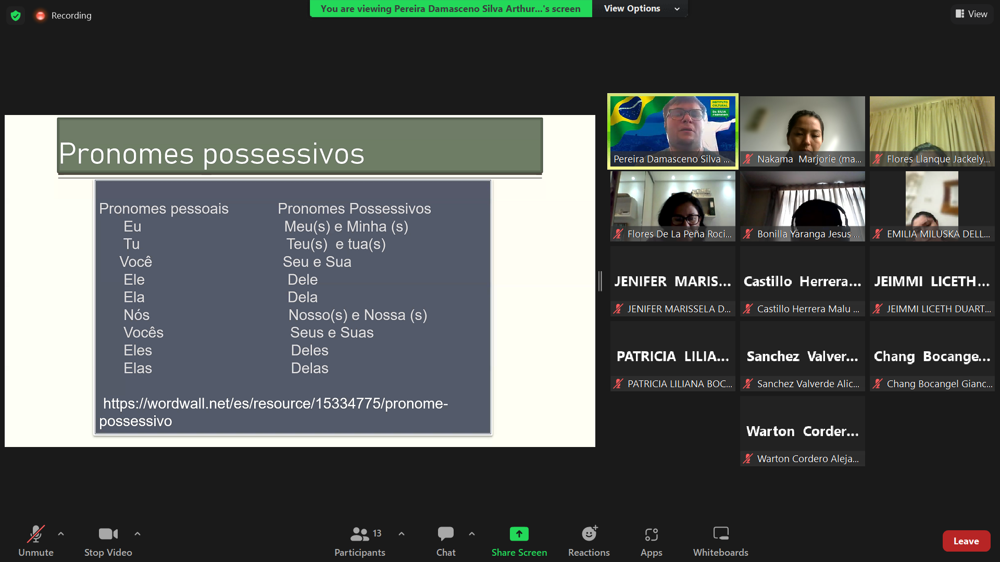 Recording
You are viewing Pereira Damasceno Silva Arthur...'s screen
View Options
View
Pronomes possessivos
Pronomes pessoais Pronomes Possessivos
Eu Meu(s) e Minha (s)
Tu Teu(s) e tua(s)
Você Seu e Sua
Ele Dele
Ela Dela
Nós Nosso(s) e Nossa (s)
Vocês Seus e Suas
Eles Deles
Elas Delas
https://wordwall.net/es/resource/15334775/pronome-
possessivo
INSTITUTO
CULTURAL
DA SILVA
CORDEIRO
Pereira Damasceno Silva ...
Nakama Marjorie (ma...
Flores Llanque Jackely...
Flores De La Peña Roci...
Bonilla Yaranga Jesus ...
EMILIA MILUSKA DELL...
JENIFER MARIS...
JENIFER MARISSELA D...
Castillo Herrera...
Castillo Herrera Malu ...
JEIMMI LICETH...
JEIMMI LICETH DUART...
PATRICIA LILIA...
PATRICIA LILIANA BOC...
Sanchez Valver...
Sanchez Valverde Alic...
Chang Bocange...
Chang Bocangel Gianc...
Warton Corder...
Warton Cordero Aleja...
Unmute
Stop Video
13
Participants
Chat
Share Screen
Reactions
Apps
Whiteboards
Leave